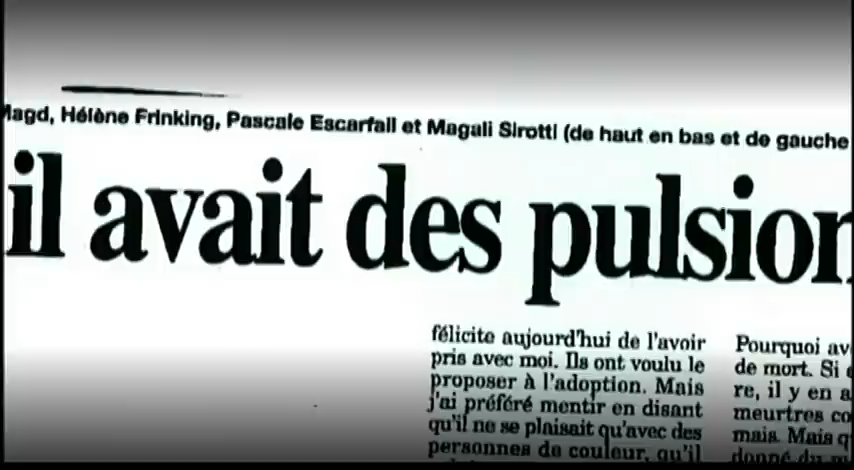 Magd, Hélène Frinking, Pascale Escarfail et Magali Sirotti (de haut en bas et de gauche
il avait des pulsion
félicite aujourd'hui de l'avoir
pris avec moi. Ils ont voulu le
proposer à l'adoption. Mais
j'ai préféré mentir en disant
qu'il ne se plaisait qu'avec des
personnes de couleur, qu'il
Pourquoi av
de mort. Si
re, il y en a
meurtres co
mais. Mais q
donné du m